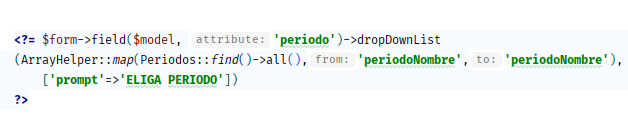 <?= $form->field($model, attribute: 'periodo')->dropDownList
(ArrayHelper::map(Periodos::find()->all(), from: 'periodoNombre', to: 'periodoNombre'),
['prompt'=>'ELIGA PERIODO'])
?>